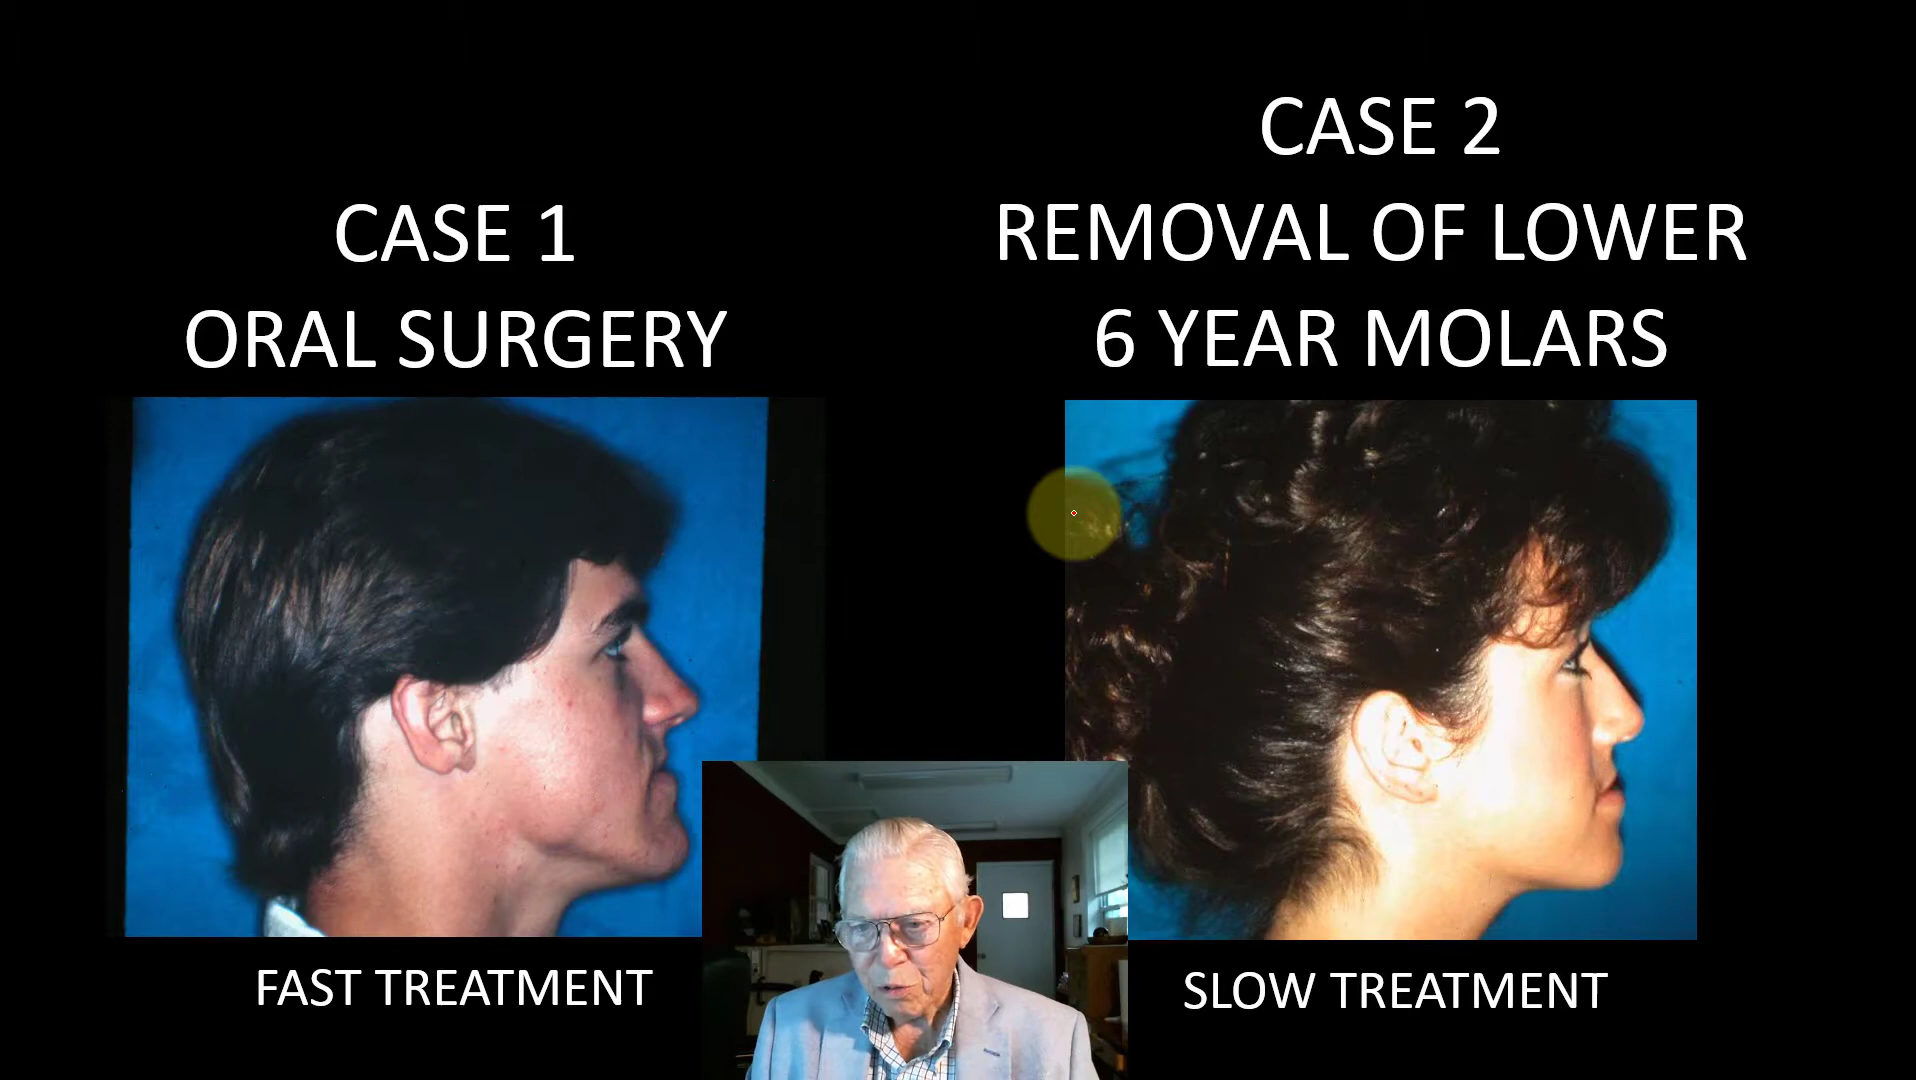 CASE 1
ORAL SURGERY
FAST TREATMENT
CASE 2
REMOVAL OF LOWER
6 YEAR MOLARS
SLOW TREATMENT